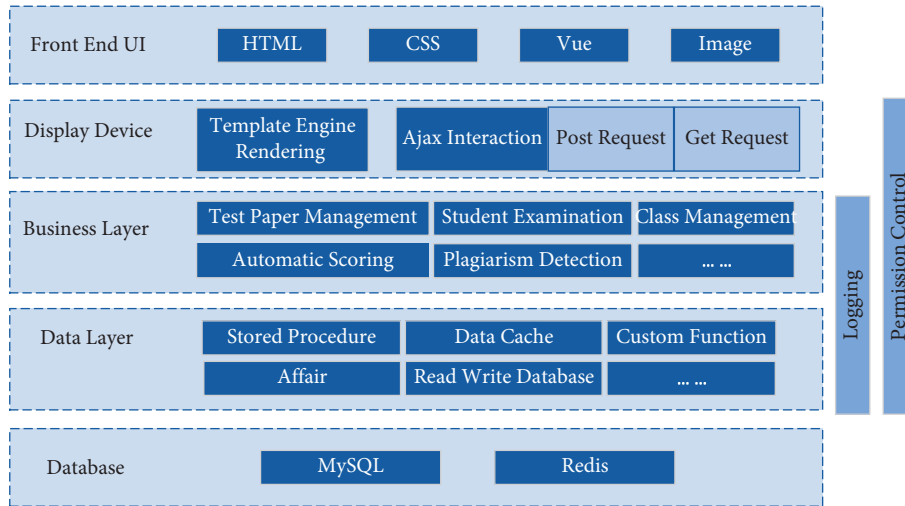 Front End UI
HTML
CSS
Vue
Image
Display Device
Template Engine
Rendering
Ajax Interaction
Post Request
Get Request
Business Layer
Test Paper Management
Student Examination
Class Management
Automatic Scoring
Plagiarism Detection
... ...
Data Layer
Stored Procedure
Data Cache
Custom Function
Affair
Read Write Database
... ...
Database
MySQL
Redis
Logging
Permission Control